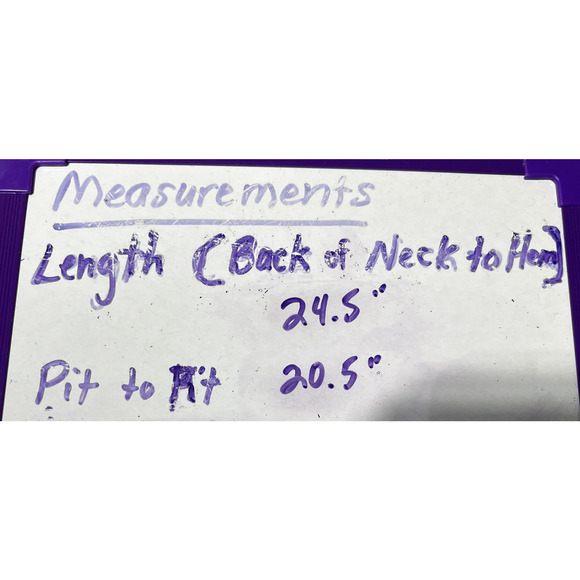 Measurements
Length (Back of Neck to Hem)
24.5"
Pit to Pit 20.5"